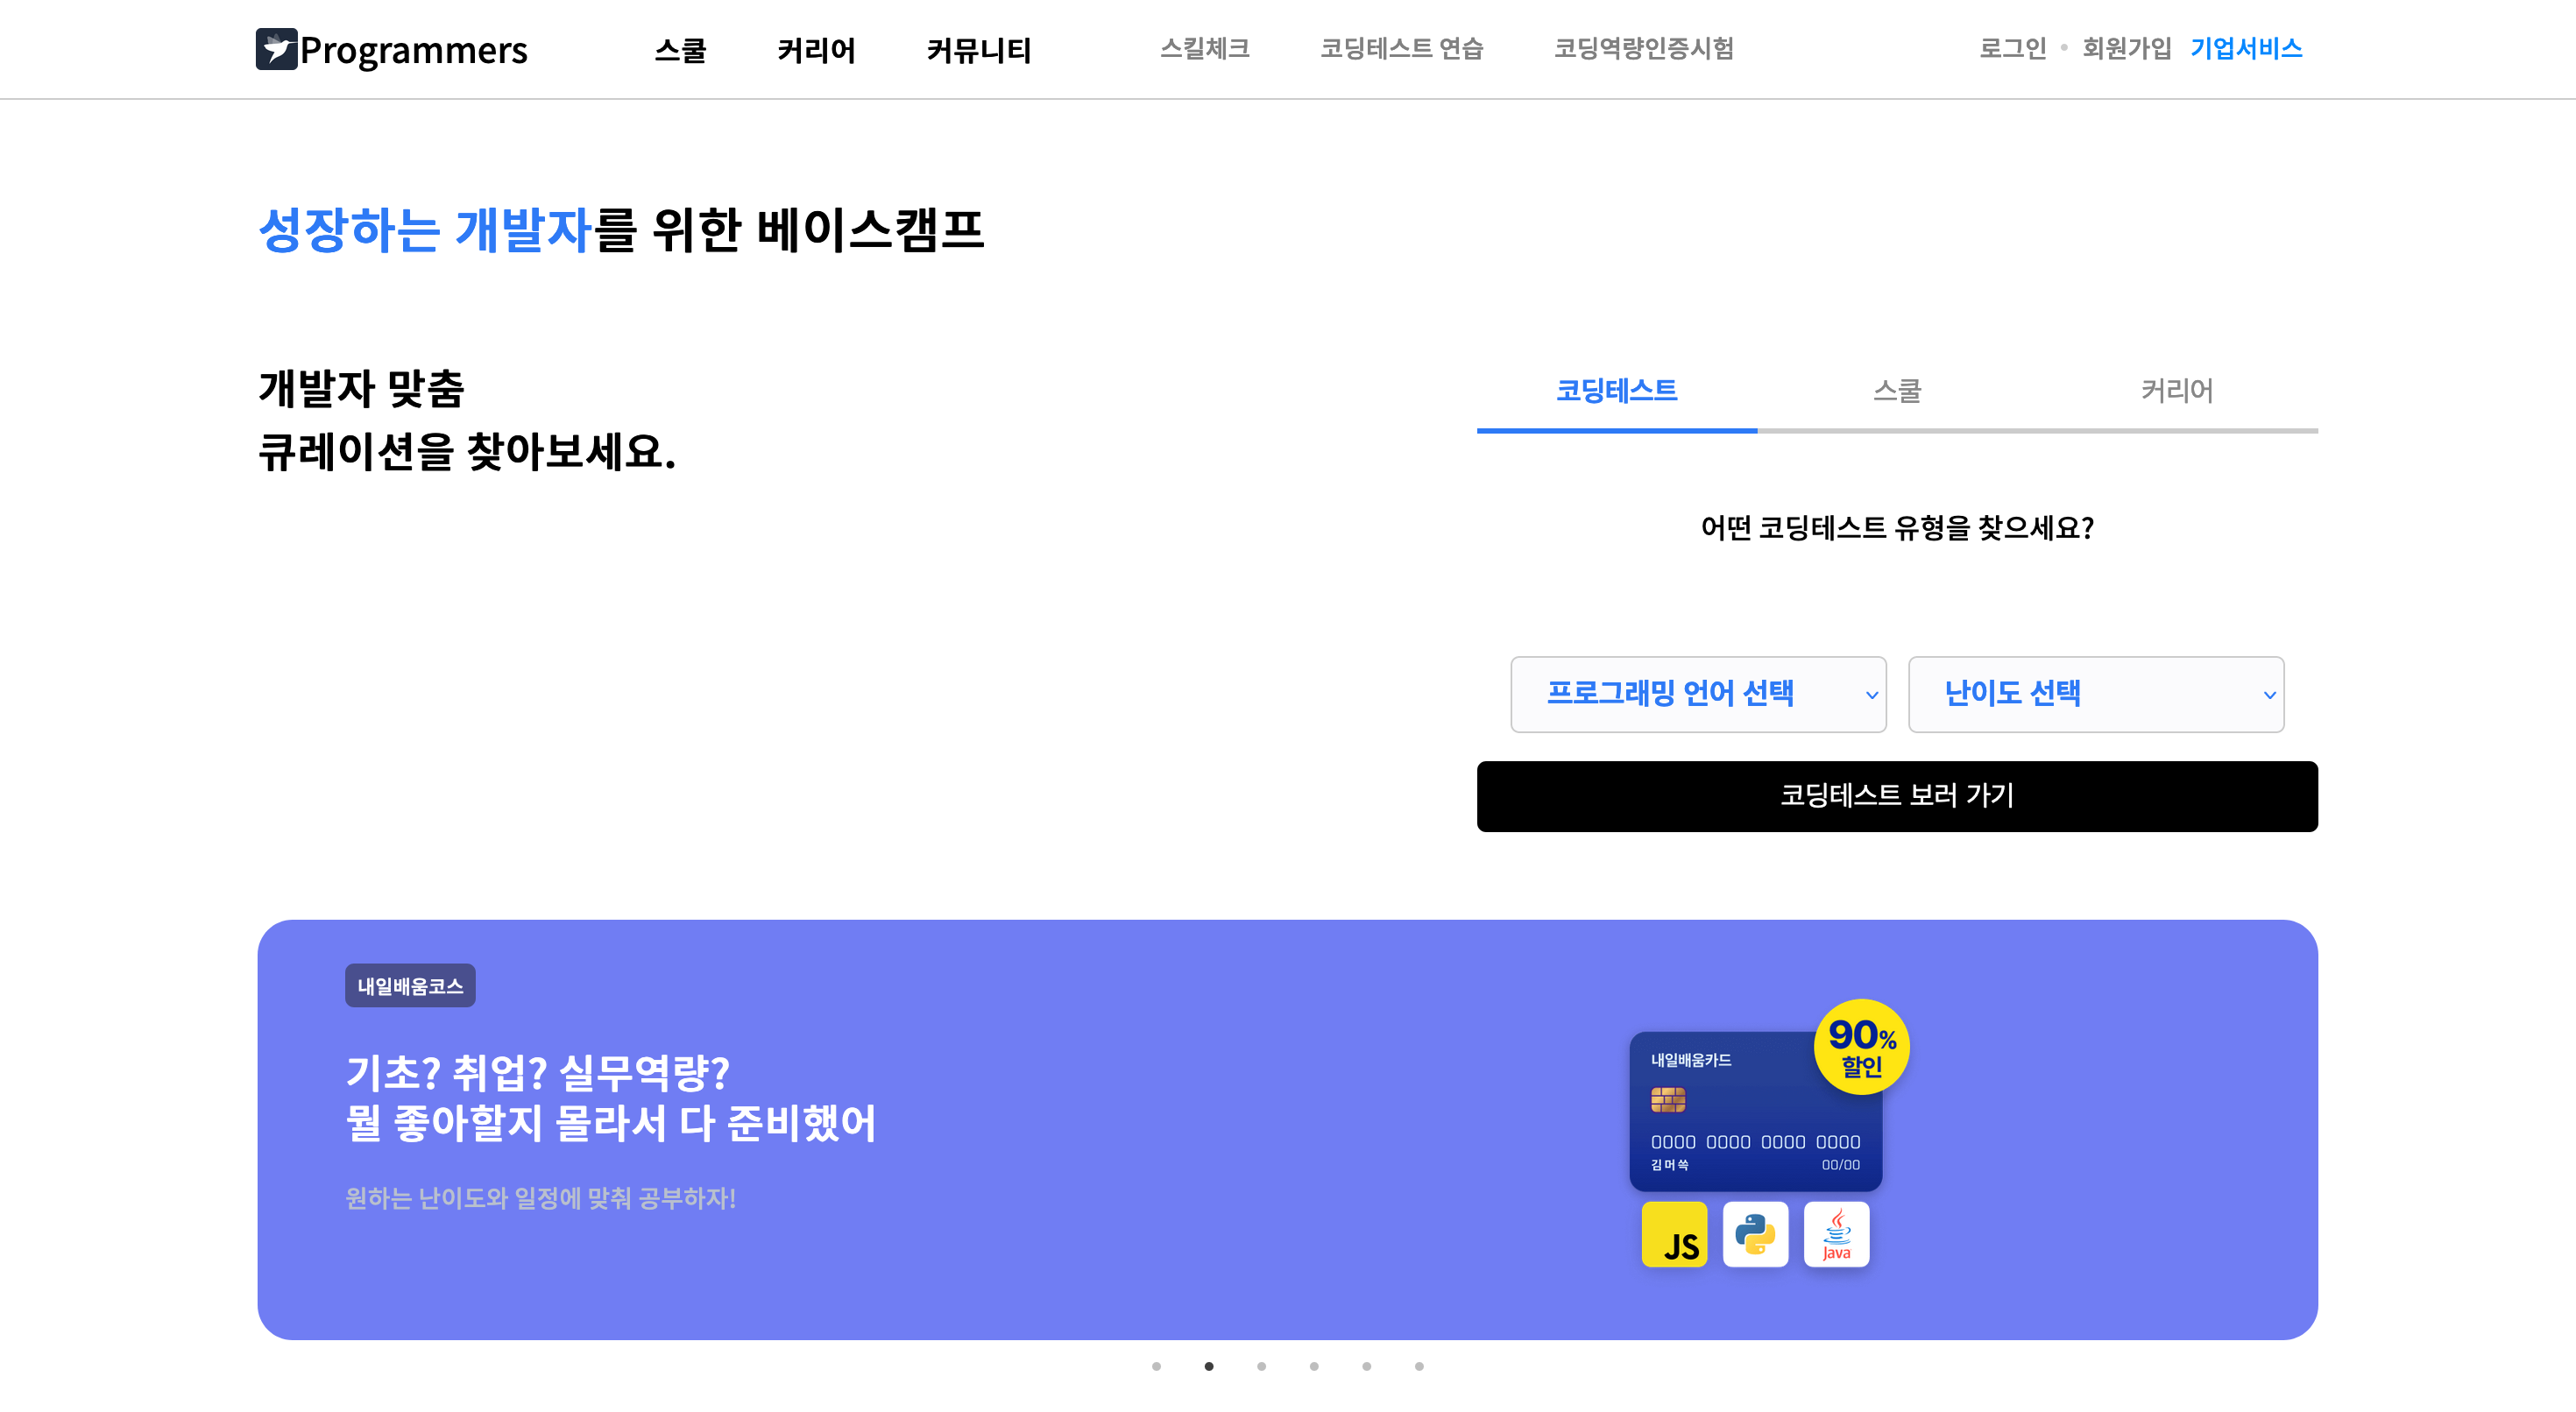 Programmers 스쿨 커리어 커뮤니티 스킬체크 코딩테스트 연습 코딩역량인증시험 로그인 회원가입 기업서비스
성장하는 개발자를 위한 베이스캠프
개발자 맞춤
큐레이션을 찾아보세요.
코딩테스트 스쿨 커리어
어떤 코딩테스트 유형을 찾으세요?
프로그래밍 언어 선택 난이도 선택
코딩테스트 보러 가기
내일배움코스
기초? 취업? 실무역량?
뭘 좋아할지 몰라서 다 준비했어
원하는 난이도와 일정에 맞춰 공부하자!
90%
할인
내일배움카드
0000 0000 0000 0000
김머쓱 00/00
JS Java